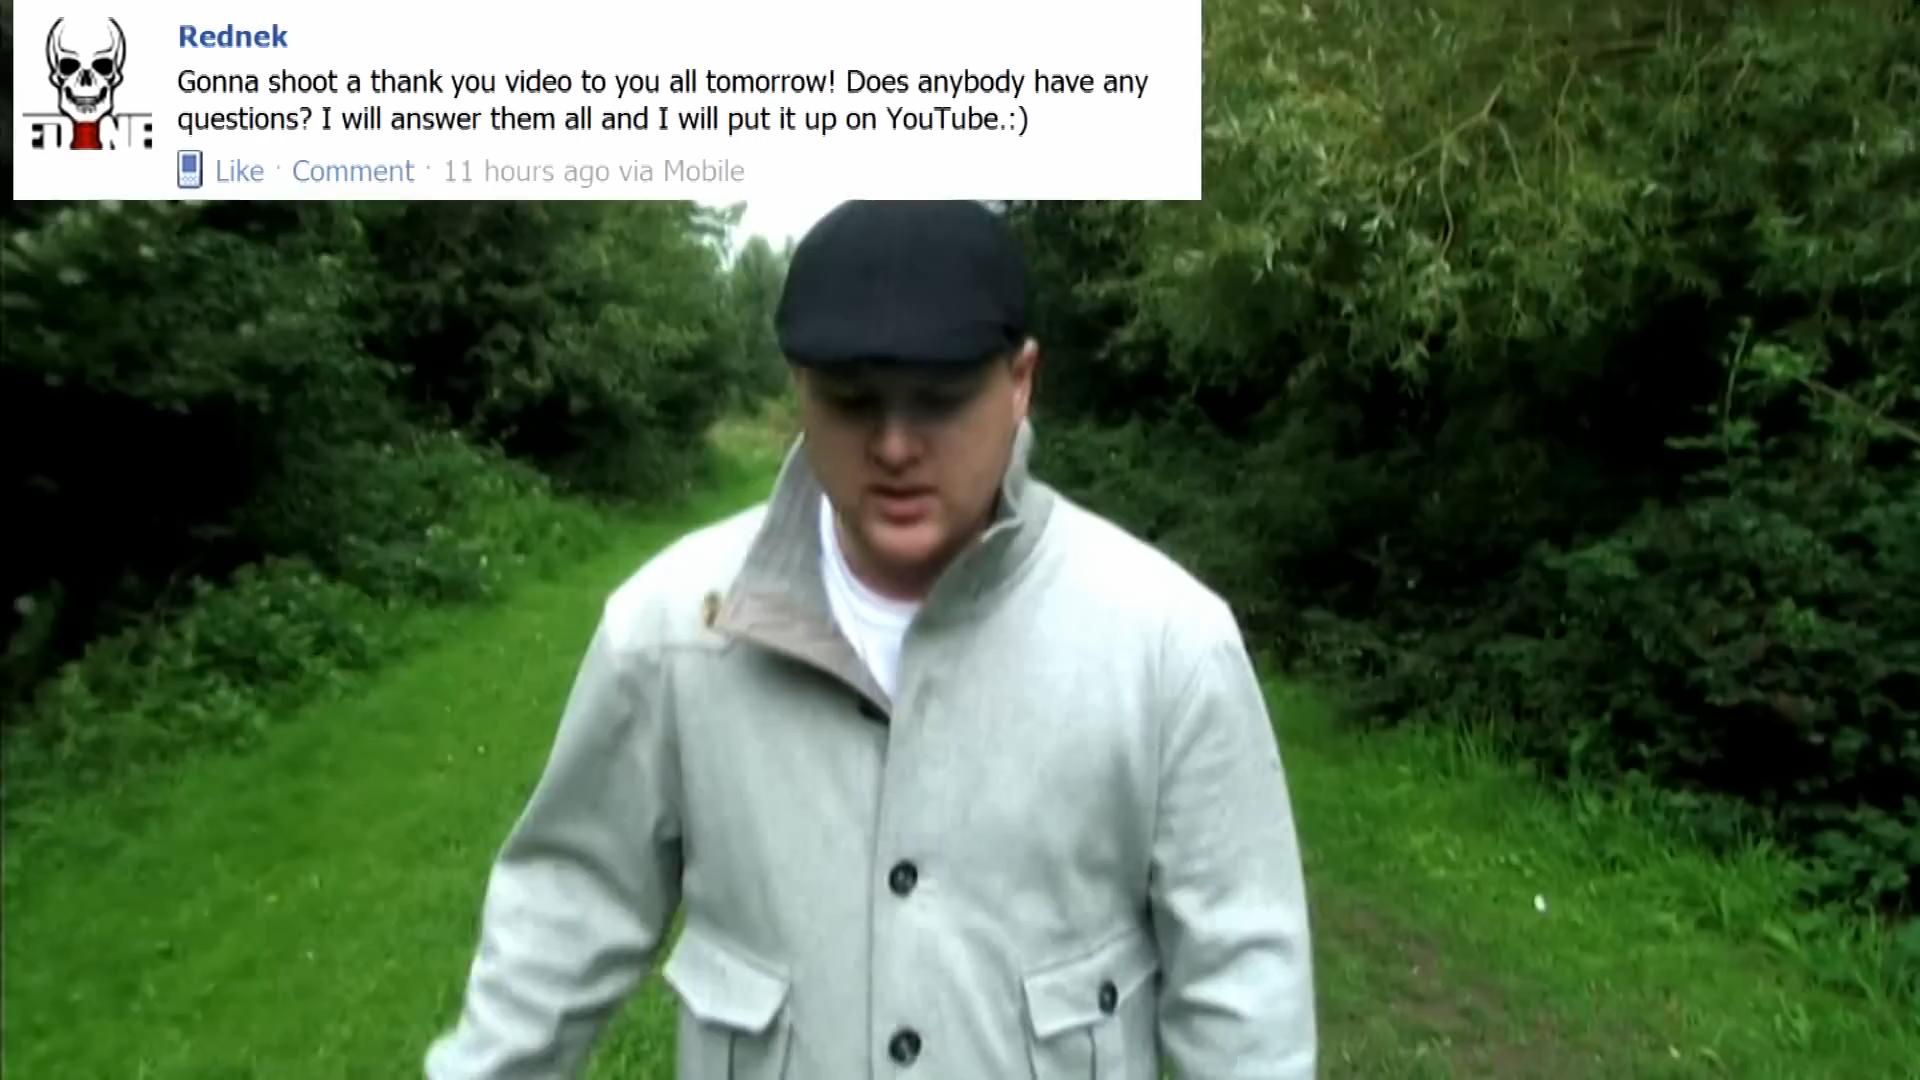 Rednek
Gonna shoot a thank you video to you all tomorrow! Does anybody have any
questions? I will answer them all and I will put it up on YouTube.:)
Like · Comment · 11 hours ago via Mobile